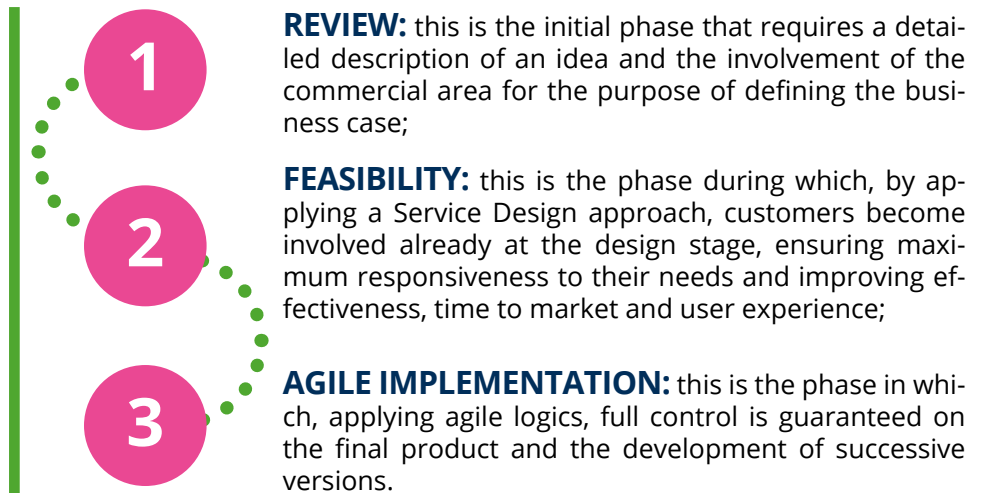 1
REVIEW: this is the initial phase that requires a detai-
led description of an idea and the involvement of the
commercial area for the purpose of defining the busi-
ness case;
2
FEASIBILITY: this is the phase during which, by ap-
plying a Service Design approach, customers become
involved already at the design stage, ensuring maxi-
mum responsiveness to their needs and improving ef-
fectiveness, time to market and user experience;
3
AGILE IMPLEMENTATION: this is the phase in whi-
ch, applying agile logics, full control is guaranteed on
the final product and the development of successive
versions.